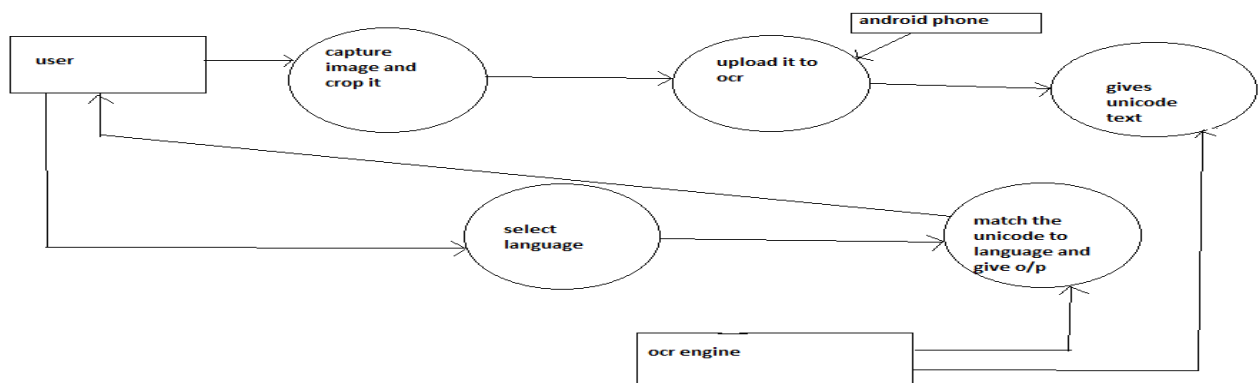 android phone
user
capture
image and
crop it
upload it to
ocr
gives
unicode
text
select
language
match the
unicode to
language and
give o/p
ocr engine